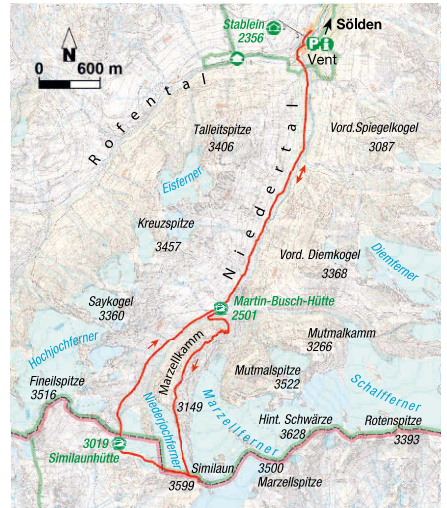 Stablein
2356
Sölden
P i
Vent
N
0 600 m
Rofental
Talleitspitze
3406
Vord.Spiegelkogel
3087
Eisferner
Niedertal
Kreuzspitze
3457
Vord. Diemkogel
3368
Diemferner
Saykogel
3360
Martin-Busch-Hütte
2501
Hochjochferner
Mutmalkamm
3266
Marzellkamm
Fineilspitze
3516
Mutmalspitze
3522
Schalfferner
3149
Niederjochferner
Marzellferner
Hint. Schwärze
3628
Rotenspitze
3393
3019
Similaunhütte
Similaun
3599
3500
Marzellspitze